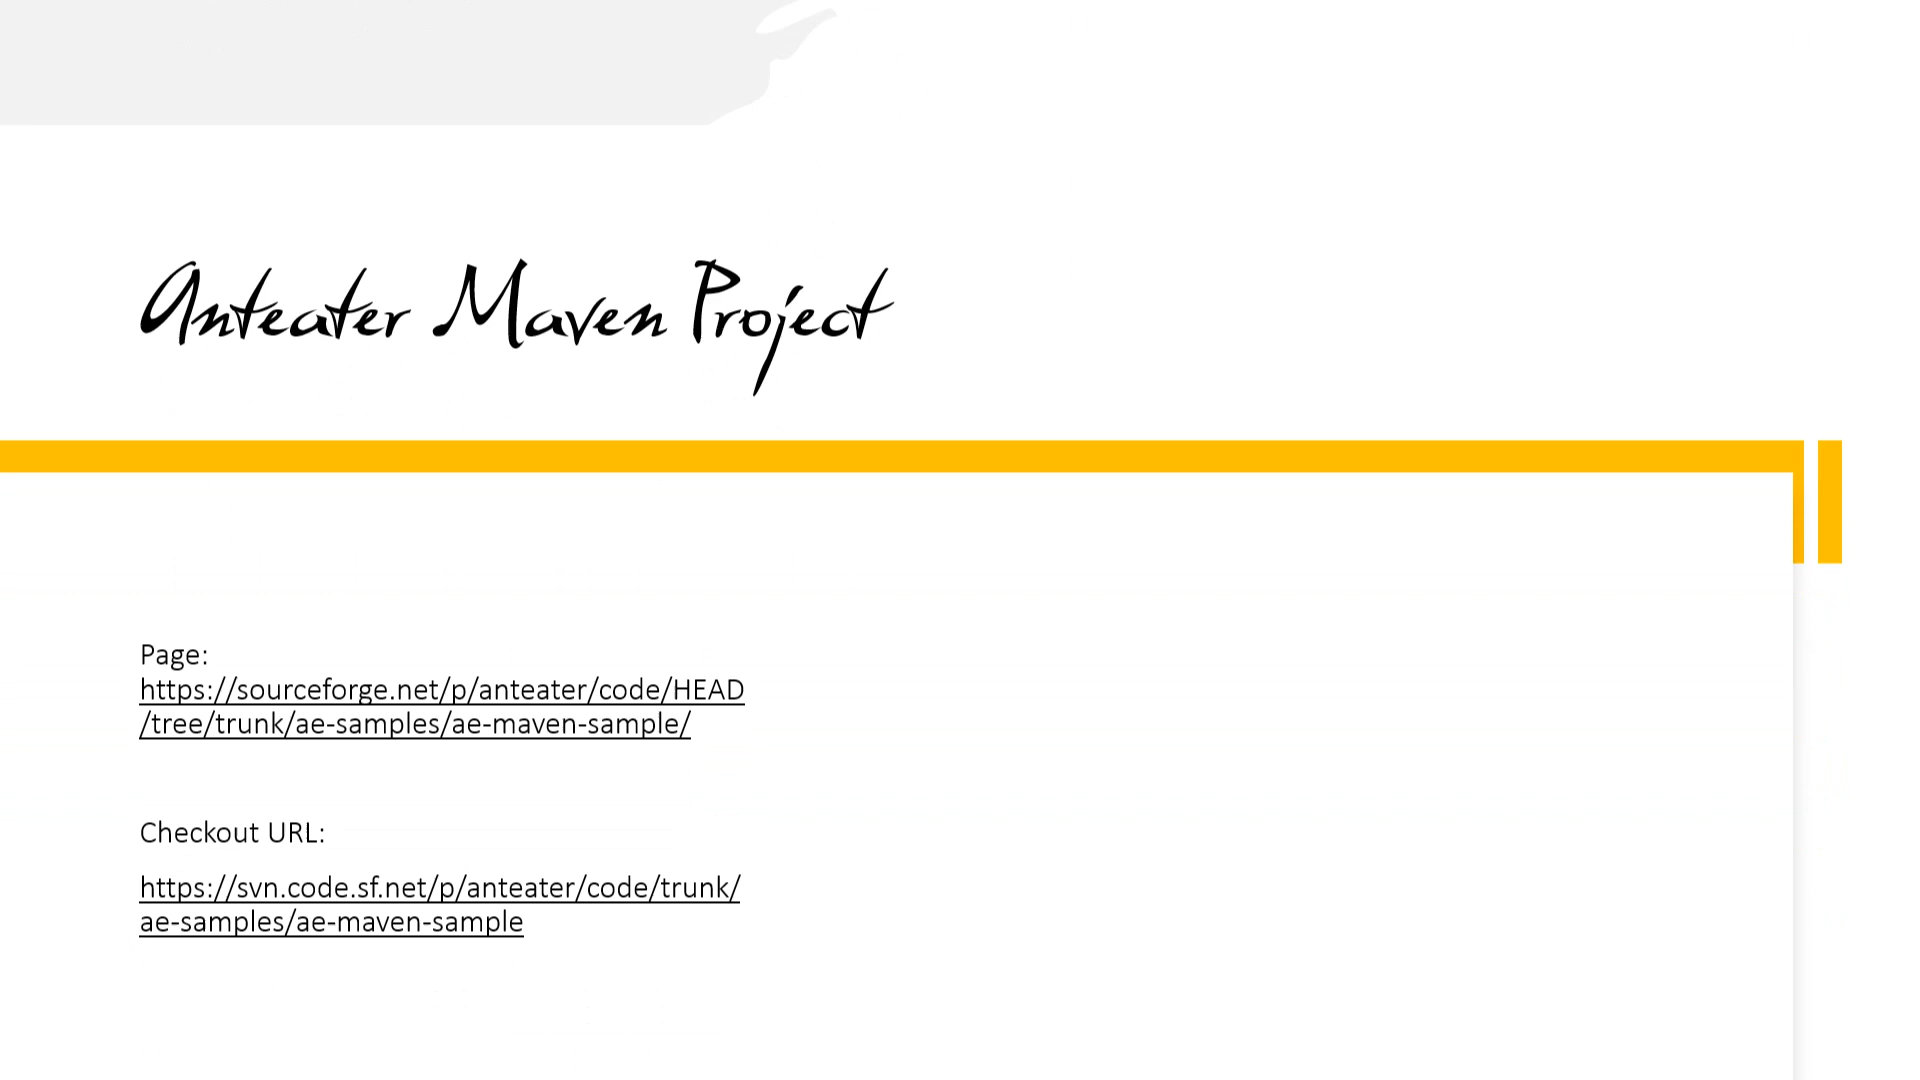 Anteater Maven Project
Page:
https://sourceforge.net/p/anteater/code/HEAD
/tree/trunk/ae-samples/ae-maven-sample/
Checkout URL:
https://svn.code.sf.net/p/anteater/code/trunk/
ae-samples/ae-maven-sample